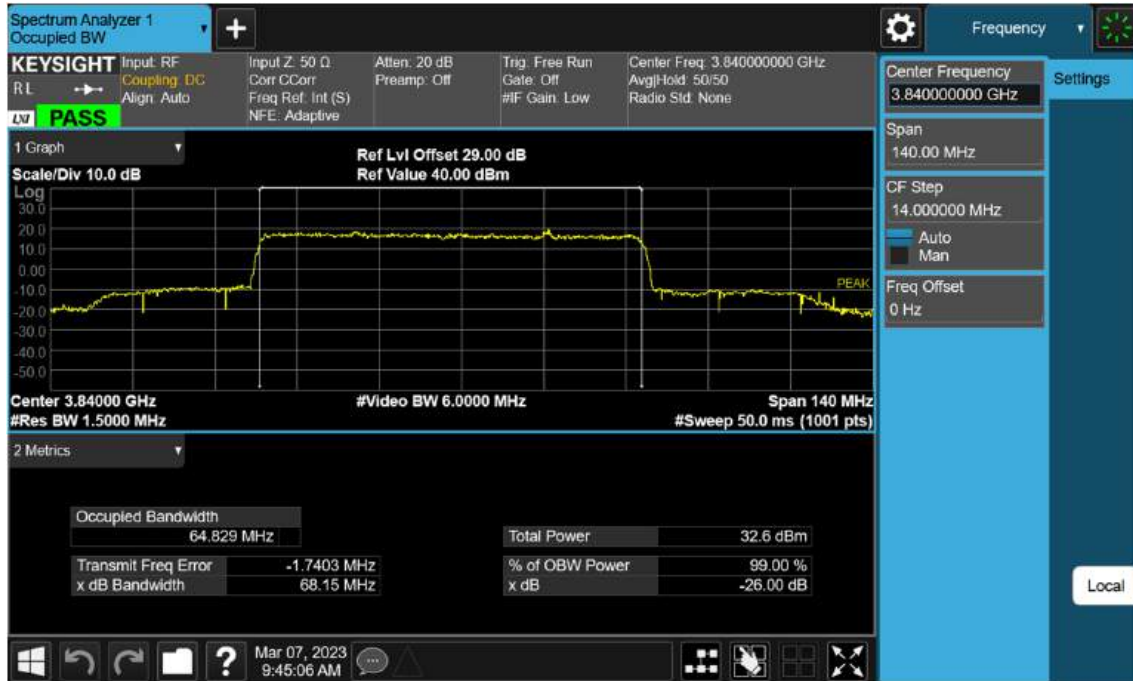 Spectrum Analyzer 1
Occupied BW
Frequency
KEYSIGHT
Input: RF
Coupling: DC
Align: Auto
R L
LXI
PASS
Input Z: 50 Ω
Corr CCorr
Freq Ref: Int (S)
NFE: Adaptive
Atten: 20 dB
Preamp: Off
Trig: Free Run
Gate: Off
#IF Gain: Low
Center Freq: 3.840000000 GHz
Avg|Hold: 50/50
Radio Std: None
1 Graph
Scale/Div 10.0 dB
Ref Lvl Offset 29.00 dB
Ref Value 40.00 dBm
Log
30.0
20.0
10.0
0.00
-10.0
-20.0
-30.0
-40.0
-50.0
PEAK
Center 3.84000 GHz
#Video BW 6.0000 MHz
Span 140 MHz
#Res BW 1.5000 MHz
#Sweep 50.0 ms (1001 pts)
2 Metrics
Occupied Bandwidth
64.829 MHz
Total Power 32.6 dBm
Transmit Freq Error -1.7403 MHz
% of OBW Power 99.00 %
x dB Bandwidth 68.15 MHz
x dB -26.00 dB
Center Frequency
3.840000000 GHz
Settings
Span
140.00 MHz
CF Step
14.000000 MHz
Auto
Man
Freq Offset
0 Hz
Local
?
Mar 07, 2023
9:45:06 AM